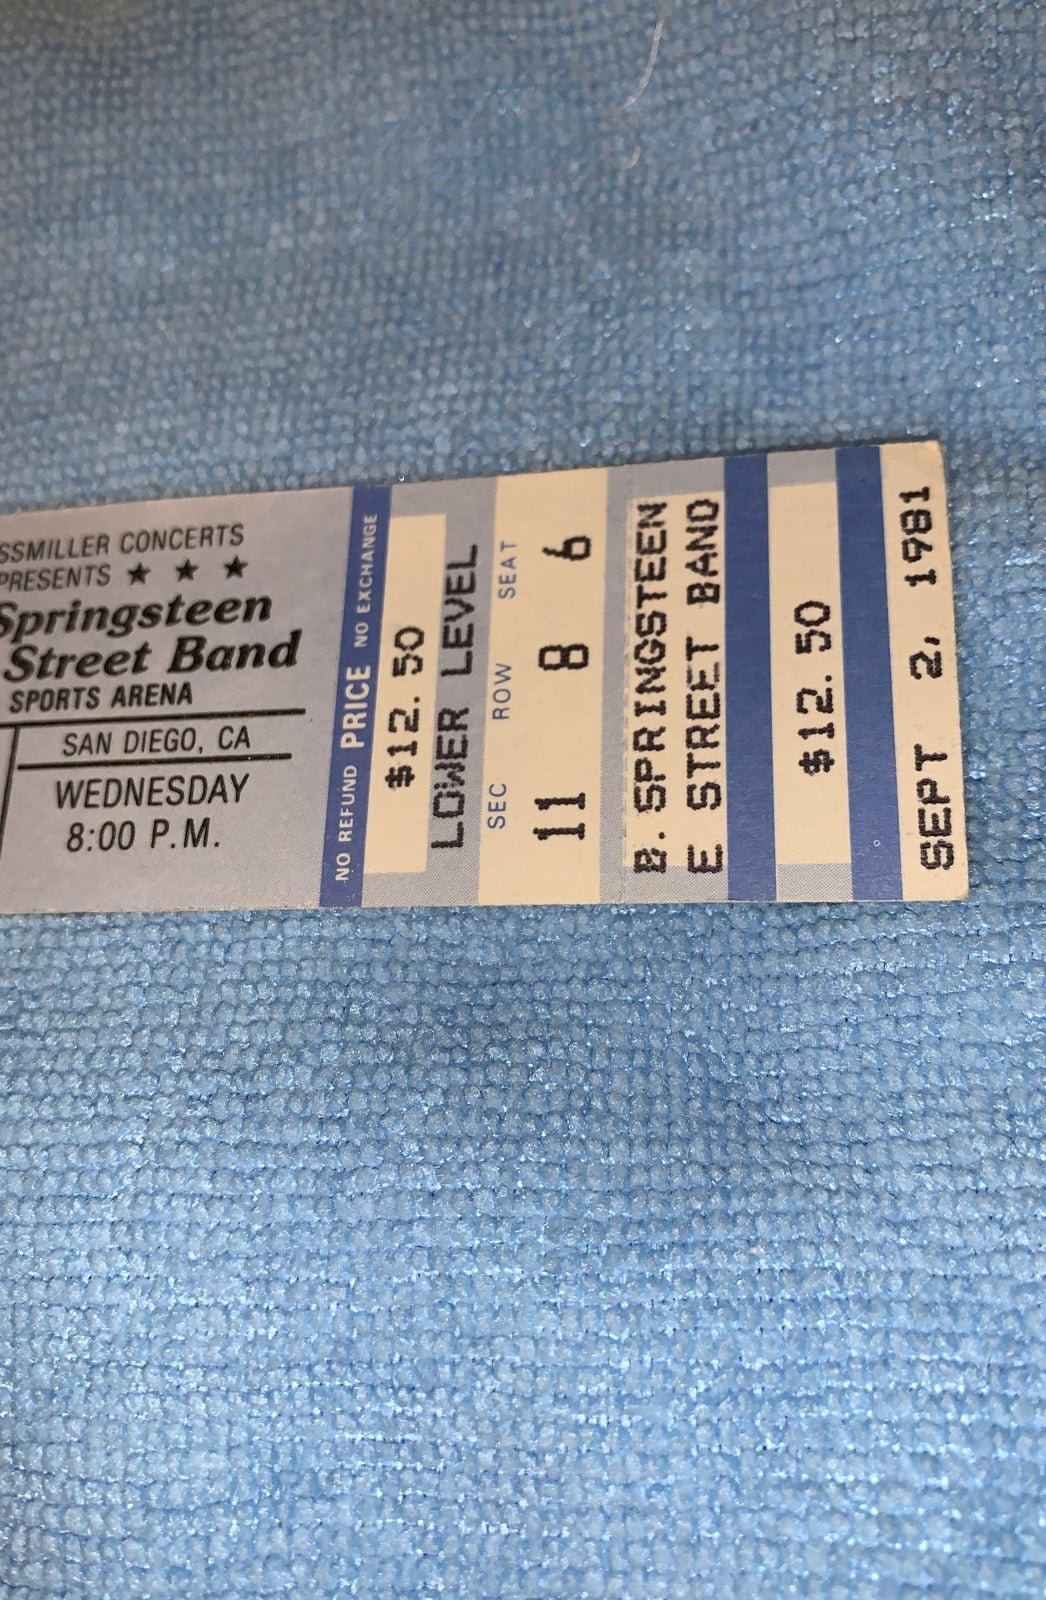 SSMILLER CONCERTS
PRESENTS ★ ★ ★
Springsteen
Street Band
SPORTS ARENA
SAN DIEGO, CA
WEDNESDAY
8:00 P.M.
NO REFUND PRICE NO EXCHANGE
$12.50
LOWER LEVEL
SEC ROW SEAT
11 8 6
B. SPRINGSTEEN
E STREET BAND
$12.50
SEPT 2, 1981